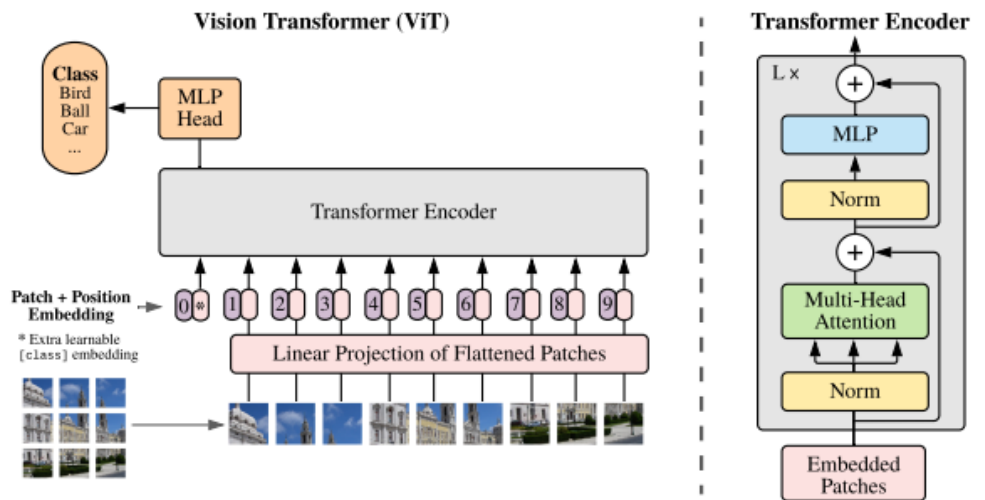 Vision Transformer (ViT)
Class
Bird
Ball
Car
...
MLP
Head
Transformer Encoder
Patch + Position
Embedding
0 * 1 2 3 4 5 6 7 8 9
* Extra learnable
[class] embedding
Linear Projection of Flattened Patches
Transformer Encoder
L ×
+
MLP
Norm
+
Multi-Head
Attention
Norm
Embedded
Patches